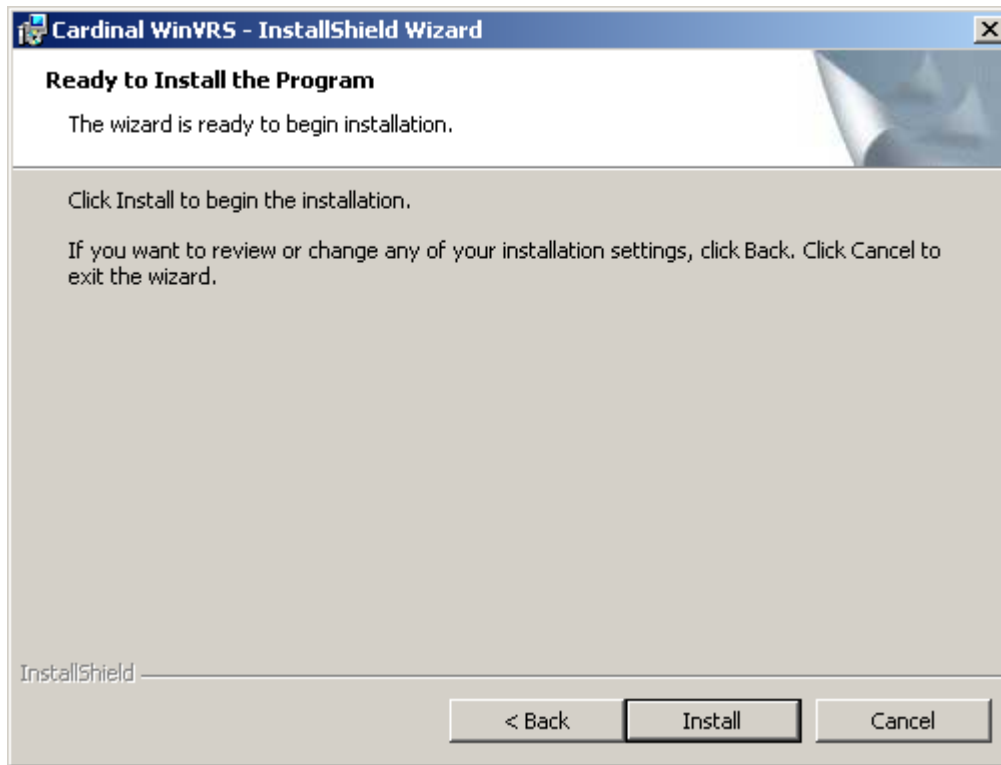 Cardinal WinVRS - InstallShield Wizard
Ready to Install the Program
The wizard is ready to begin installation.
Click Install to begin the installation.
If you want to review or change any of your installation settings, click Back. Click Cancel to
exit the wizard.
InstallShield
< Back
Install
Cancel